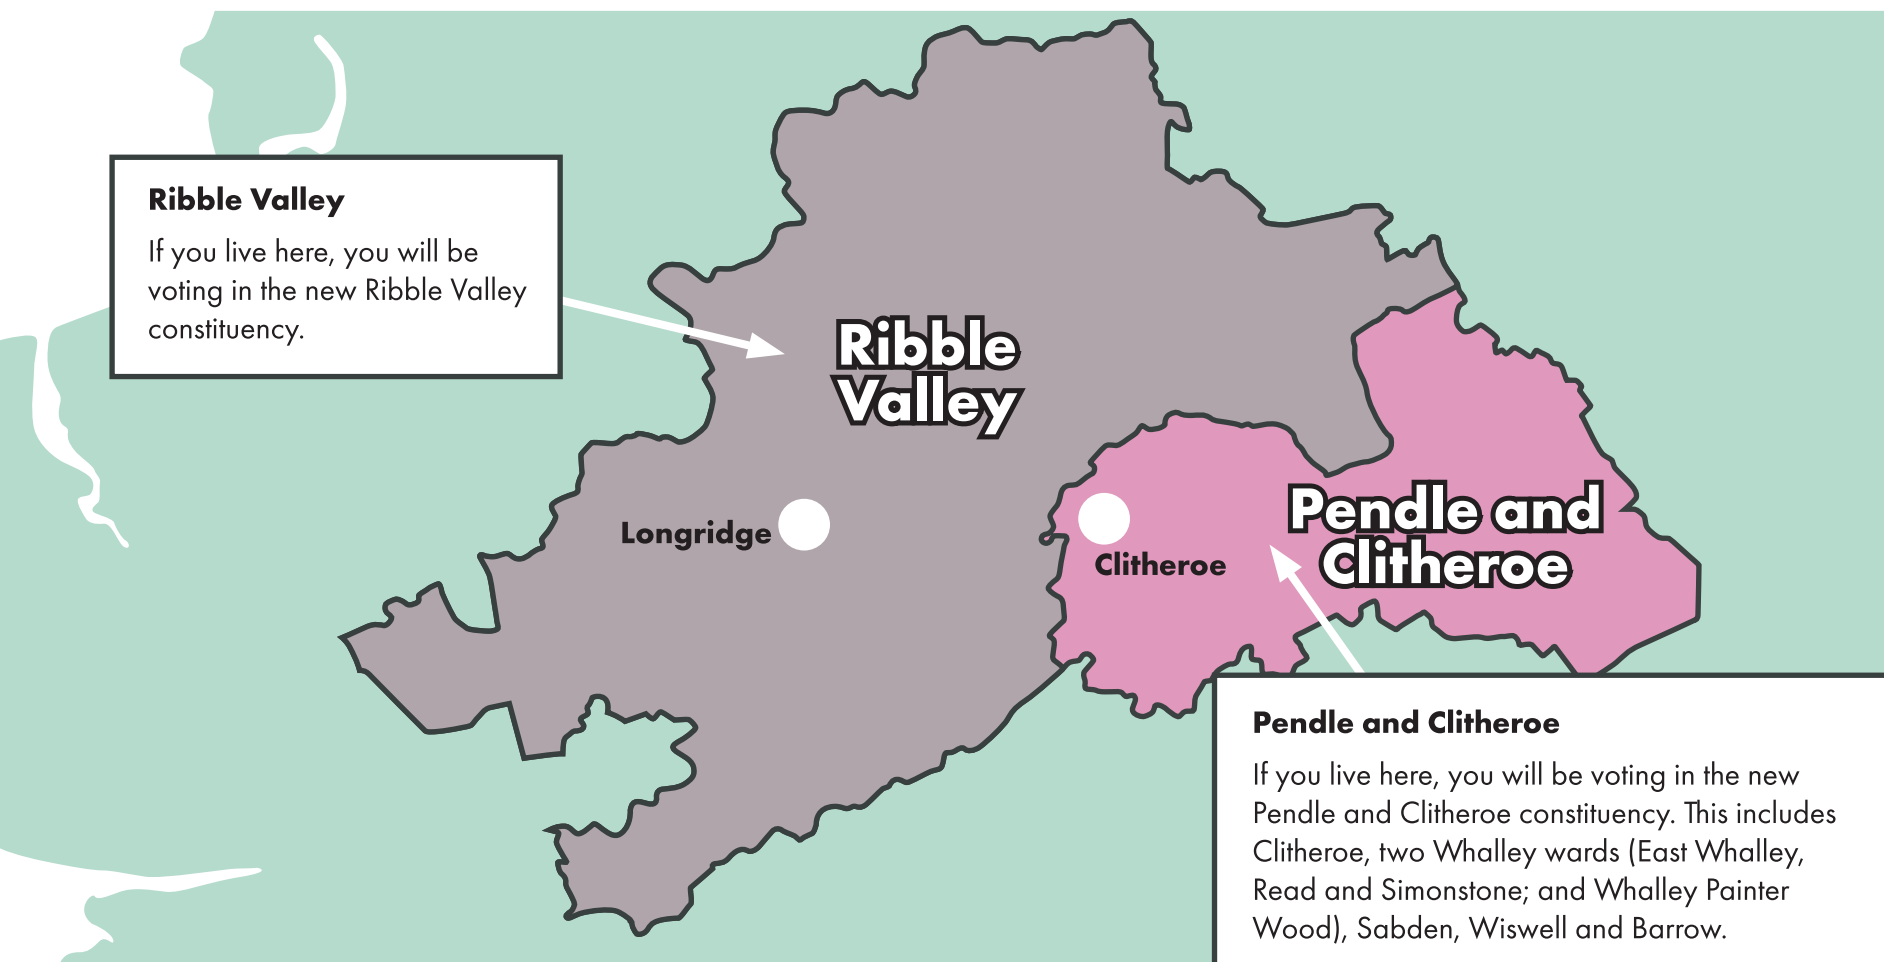 Ribble Valley
If you live here, you will be
voting in the new Ribble Valley
constituency.
Ribble
Valley
Longridge
Clitheroe
Pendle and
Clitheroe
Pendle and Clitheroe
If you live here, you will be voting in the new
Pendle and Clitheroe constituency. This includes
Clitheroe, two Whalley wards (East Whalley,
Read and Simonstone; and Whalley Painter
Wood), Sabden, Wiswell and Barrow.